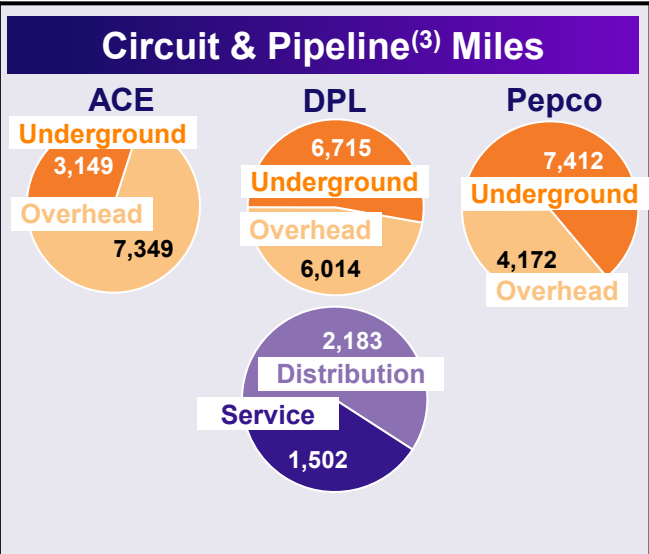 Circuit & Pipeline(3) Miles
ACE
Underground
3,149
Overhead
7,349
DPL
6,715
Underground
Overhead
6,014
Pepco
7,412
Underground
4,172
Overhead
2,183
Distribution
Service
1,502